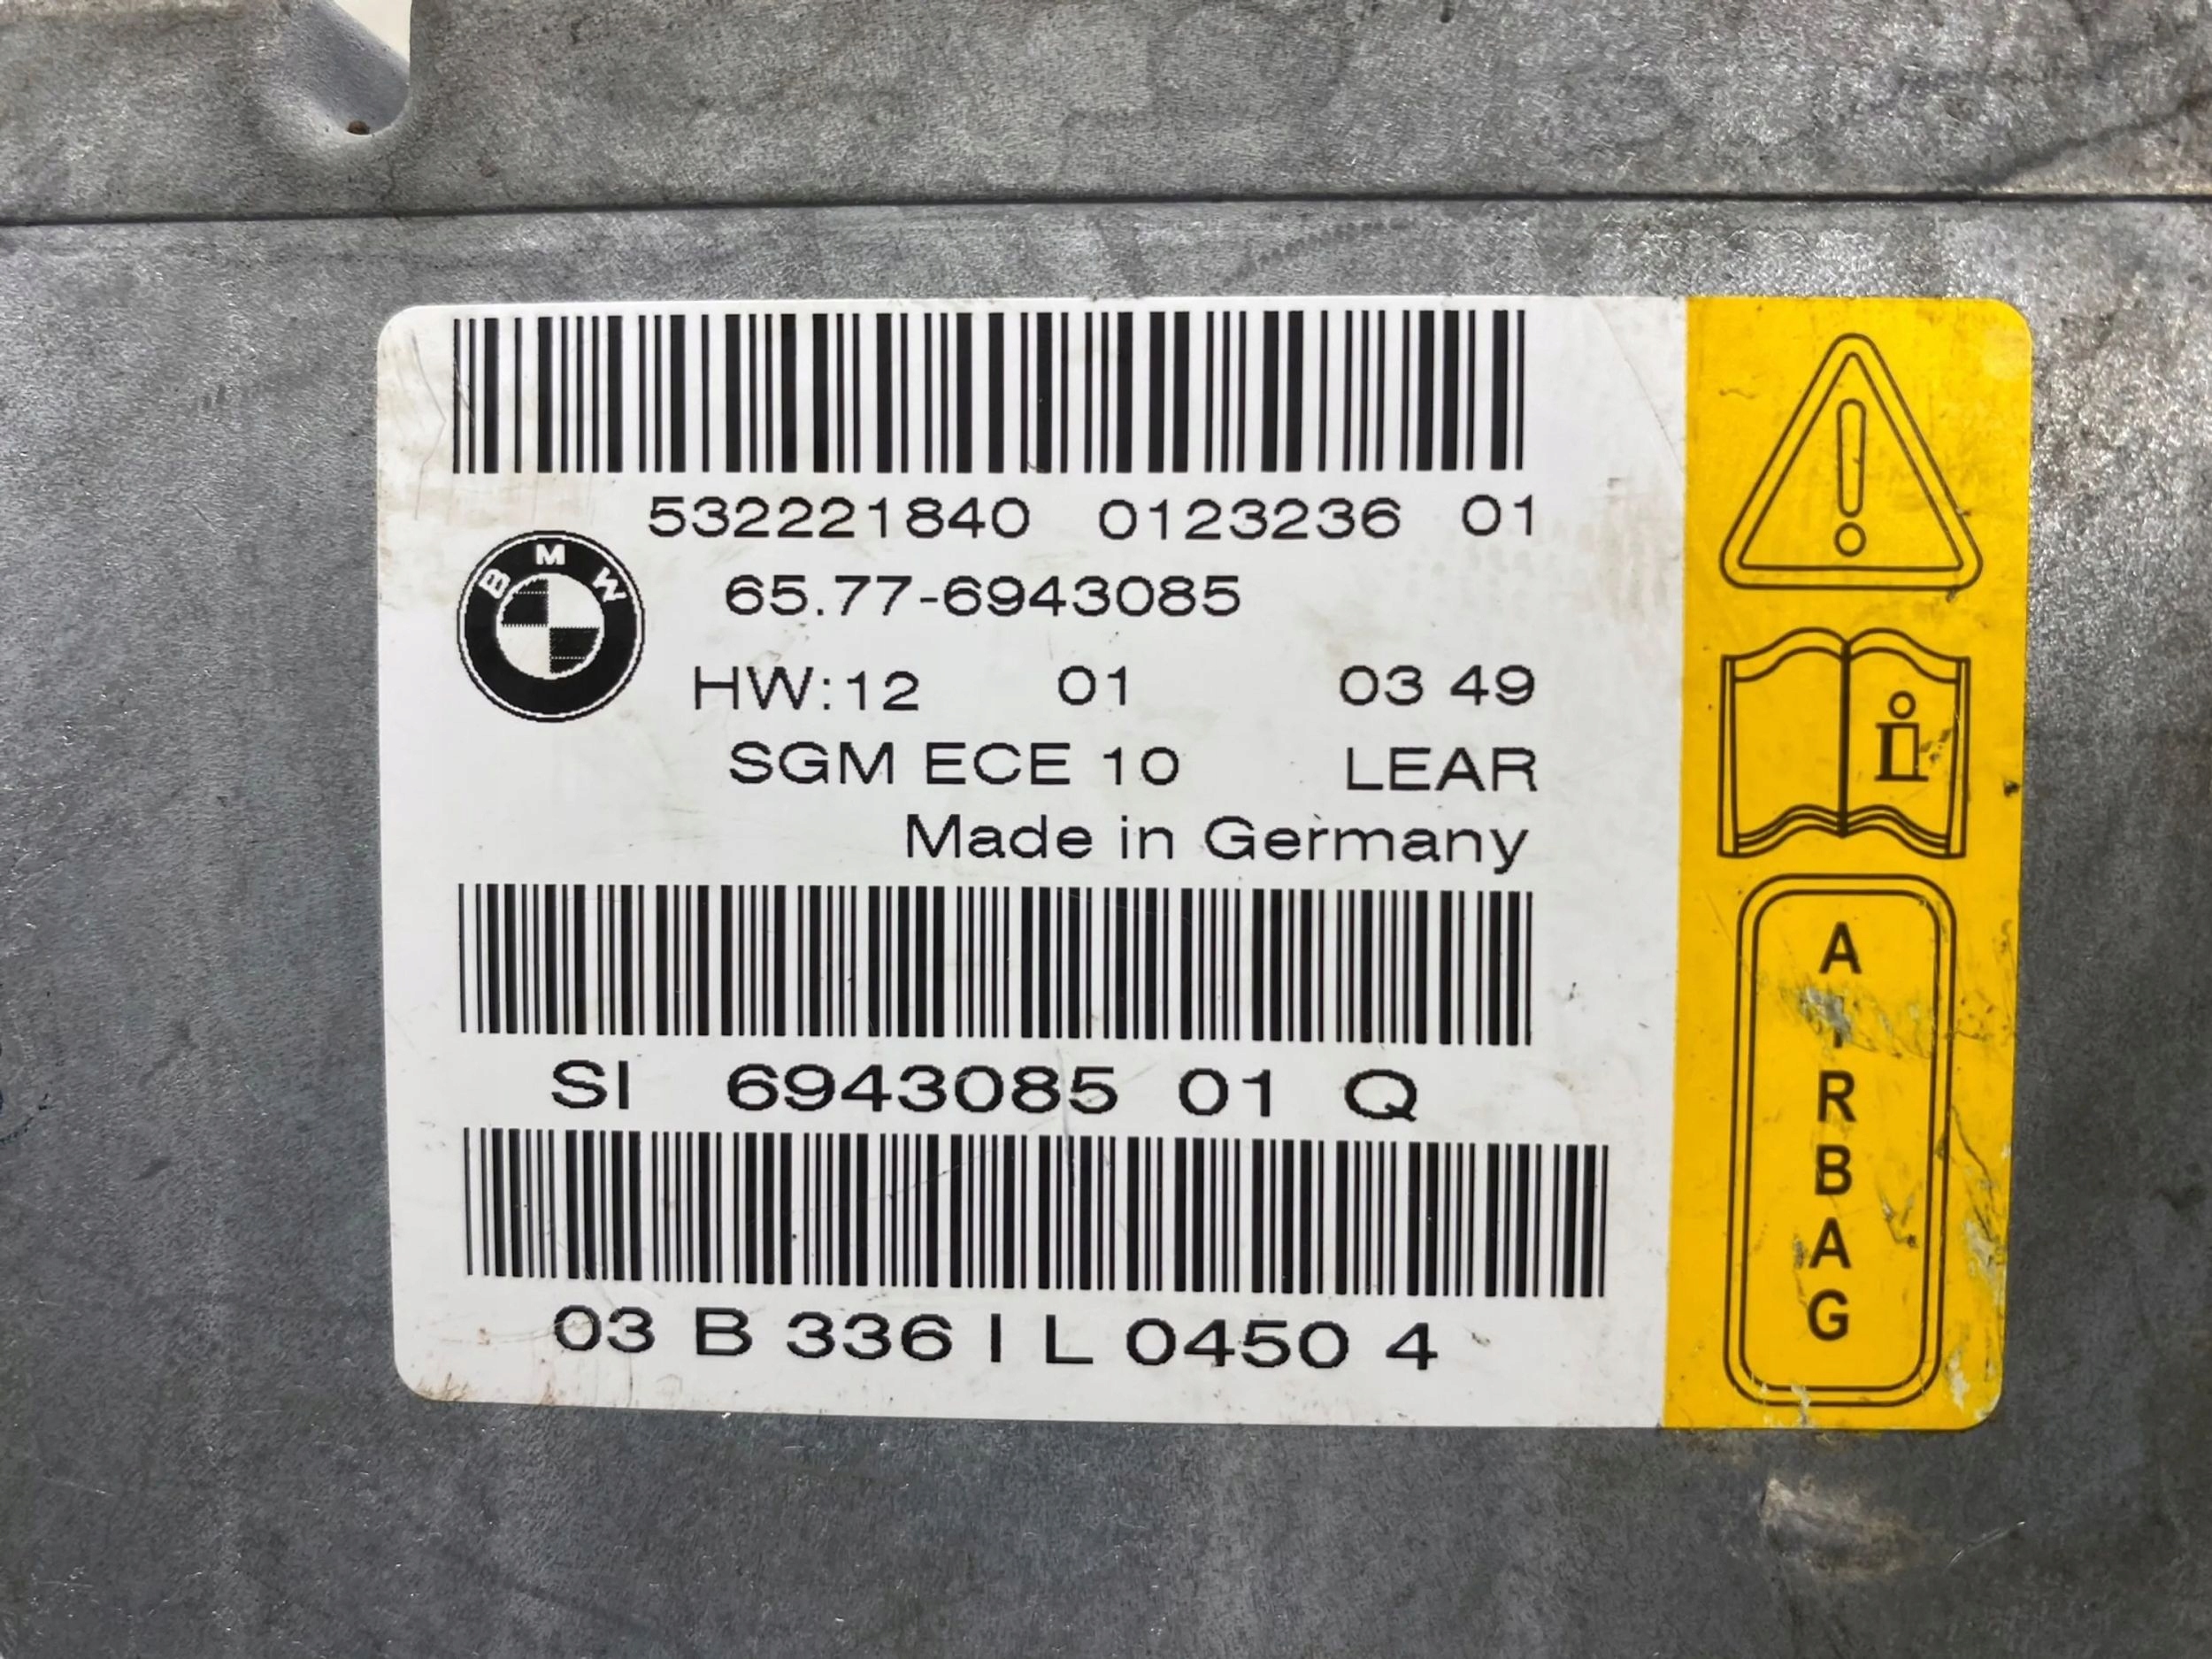 532221840 0123236 01
BMW
65.77-6943085
HW:12 01 03 49
SGM ECE 10 LEAR
Made in Germany
SI 6943085 01 Q
03 B 336 I L 0450 4
i
AIRBAG